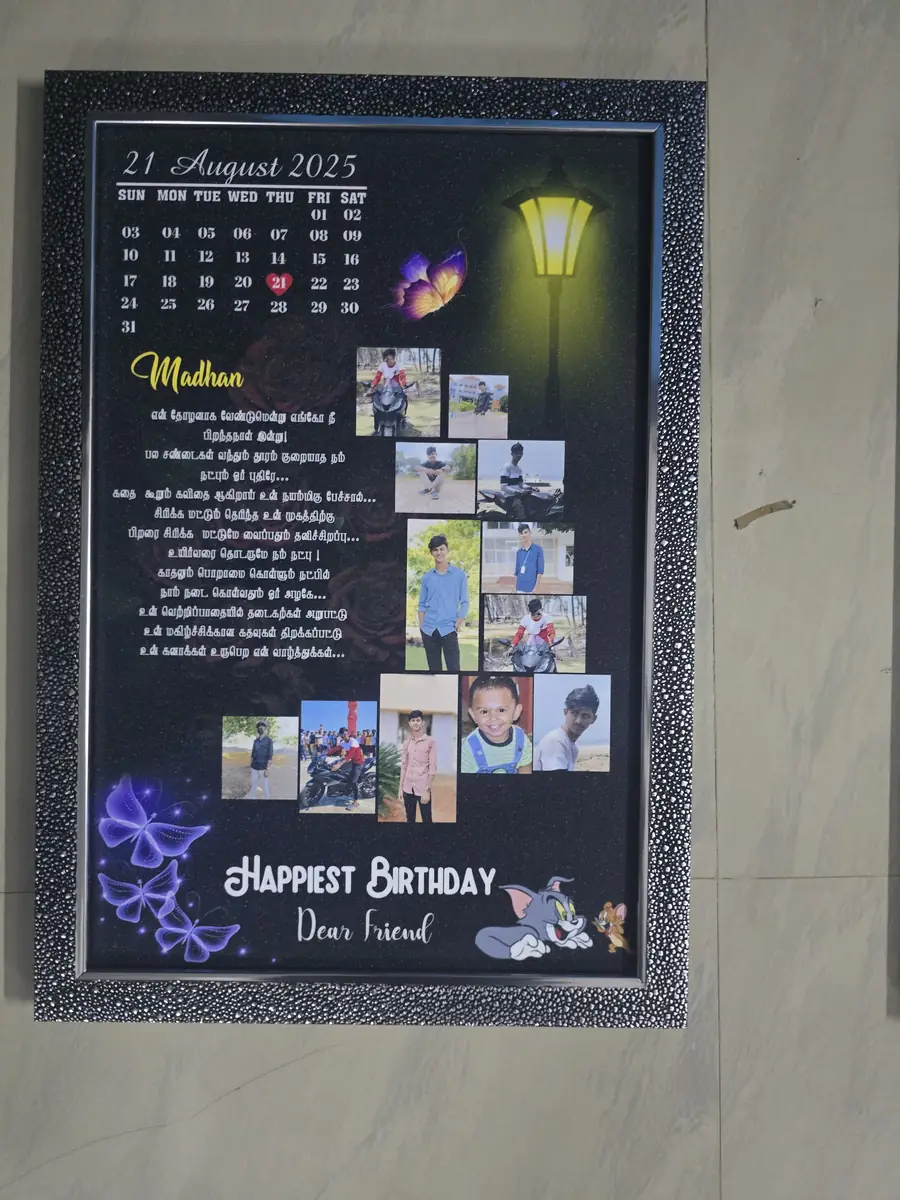 21 August 2025
SUN MON TUE WED THU FRI SAT
01 02
03 04 05 06 07 08 09
10 11 12 13 14 15 16
17 18 19 20 21 22 23
24 25 26 27 28 29 30
31
Madhan
என் தோழனாக வேண்டுமென்று எங்கோ நீ
பிறந்தநாள் இன்று!
பல சண்டைகள் வந்தும் தூரம் குறையாத நம்
நட்பும் ஓர் புதிரே...
கதை கூறும் கவிதை ஆகிறாய் உன் நயம்மிகு பேச்சால்...
சிரிக்க மட்டும் தெரிந்த உன் முகத்திற்கு
பிறரை சிரிக்க மட்டுமே வைப்பதும் தனிச்சிறப்பு...
உயிர்வரை தொடருமே நம் நட்பு !
காதலும் பொறாமை கொள்ளும் நட்பில்
நாம் நடை கொள்வதும் ஓர் அழகே...
உன் வெற்றிப்பாதையில் தடைகற்கள் அறுபட்டு
உன் மகிழ்ச்சிக்கான கதவுகள் திறக்கப்பட்டு
உன் கனாக்கள் உருபெற என் வாழ்த்துக்கள்...
Happiest Birthday
Dear Friend